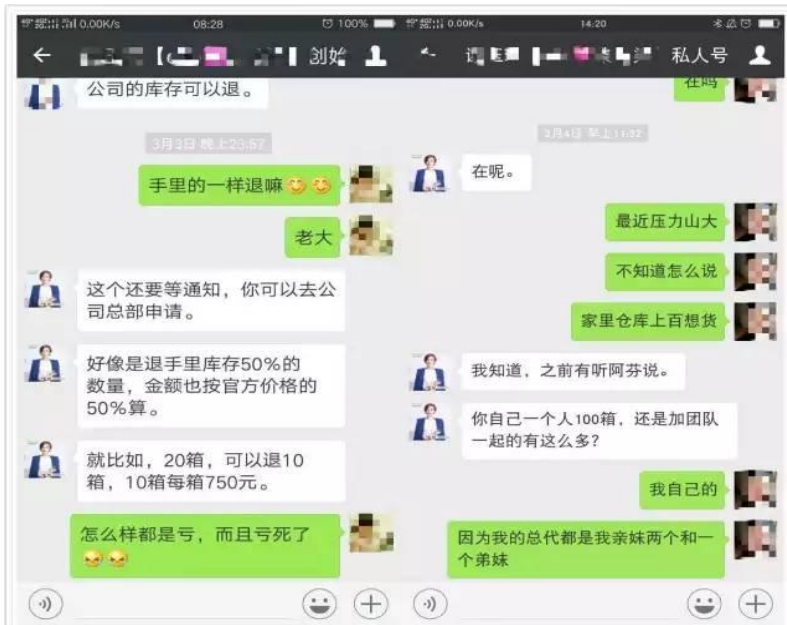 0.00K/s
08:28
100%
创始
公司的库存可以退。
3月3日 晚上23:57
手里的一样退嘛
老大
这个还要等通知，你可以去公
司总部申请。
好像是退手里库存50%的
数量，金额也按官方价格的
50%算。
就比如，20箱，可以退10
箱，10箱每箱750元。
怎么样都是亏，而且亏死了
0.00K/s
14:20
私人号
在吗
3月4日 早上11:32
在呢。
最近压力山大
不知道怎么说
家里仓库上百想货
我知道，之前有听阿芬说。
你自己一个人100箱，还是加团队
一起的有这么多？
我自己的
因为我的总代都是我亲妹两个和一
个弟妹